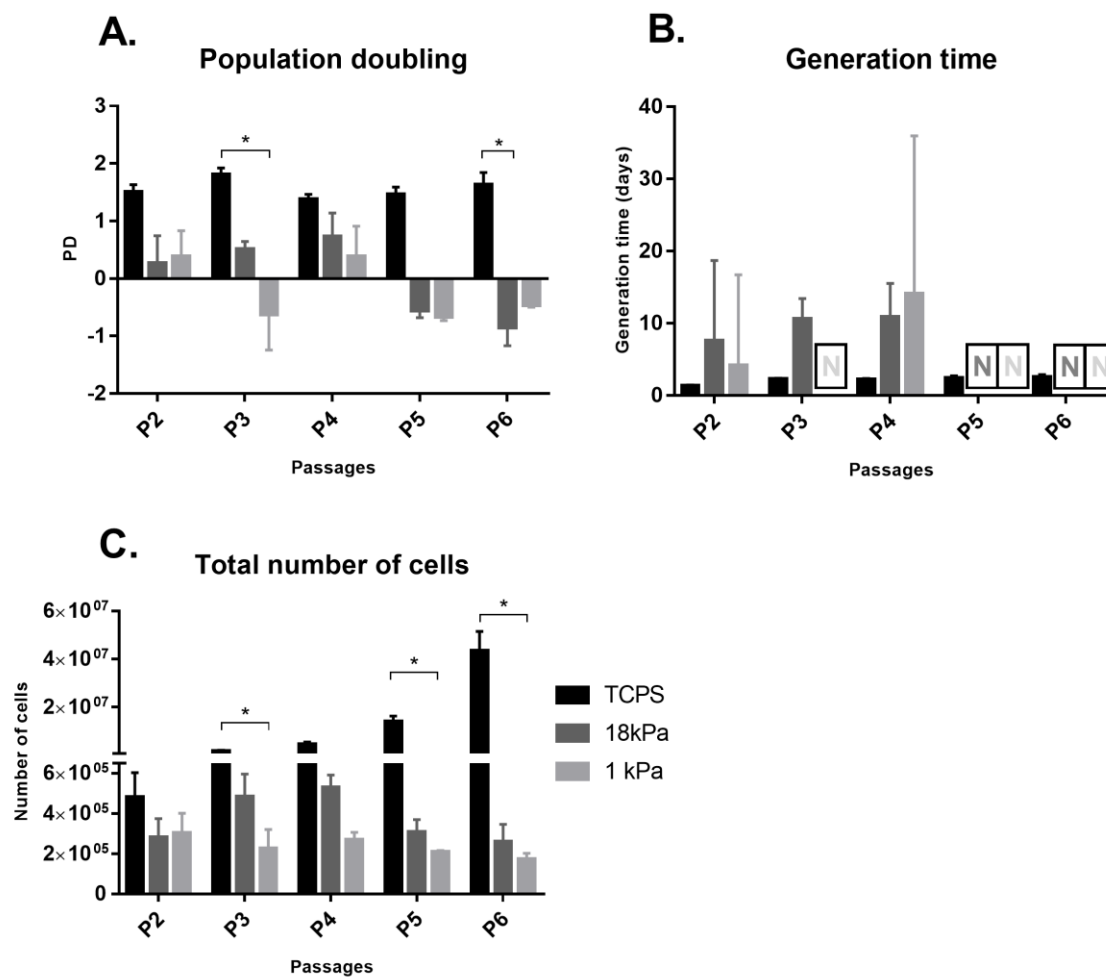 A.
Population doubling
3
2
1
0
-1
-2
PD
*
*
P2
P3
P4
P5
P6
Passages
B.
Generation time
40
30
20
10
0
Generation time (days)
N
N
N
N
N
P2
P3
P4
P5
P6
Passages
C.
Total number of cells
6×10⁰⁷
4×10⁰⁷
2×10⁰⁷
6×10⁰⁵
4×10⁰⁵
2×10⁰⁵
0
Number of cells
*
*
*
P2
P3
P4
P5
P6
Passages
TCPS
18kPa
1 kPa